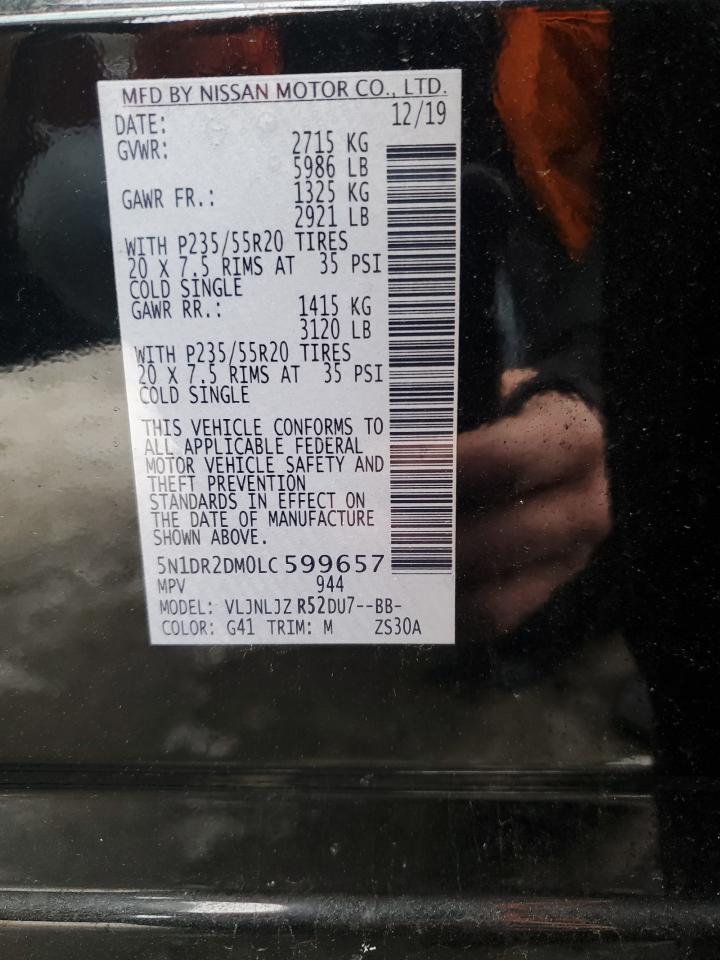 MFD BY NISSAN MOTOR CO., LTD.
DATE: 12/19
GVWR: 2715 KG
5986 LB
GAWR FR.: 1325 KG
2921 LB
WITH P235/55R20 TIRES
20 X 7.5 RIMS AT 35 PSI
COLD SINGLE
GAWR RR.: 1415 KG
3120 LB
WITH P235/55R20 TIRES
20 X 7.5 RIMS AT 35 PSI
COLD SINGLE
THIS VEHICLE CONFORMS TO
ALL APPLICABLE FEDERAL
MOTOR VEHICLE SAFETY AND
THEFT PREVENTION
STANDARDS IN EFFECT ON
THE DATE OF MANUFACTURE
SHOWN ABOVE.
5N1DR2DM0LC599657
MPV 944
MODEL: VLJNLJZ R52DU7--BB-
COLOR: G41 TRIM: M ZS30A